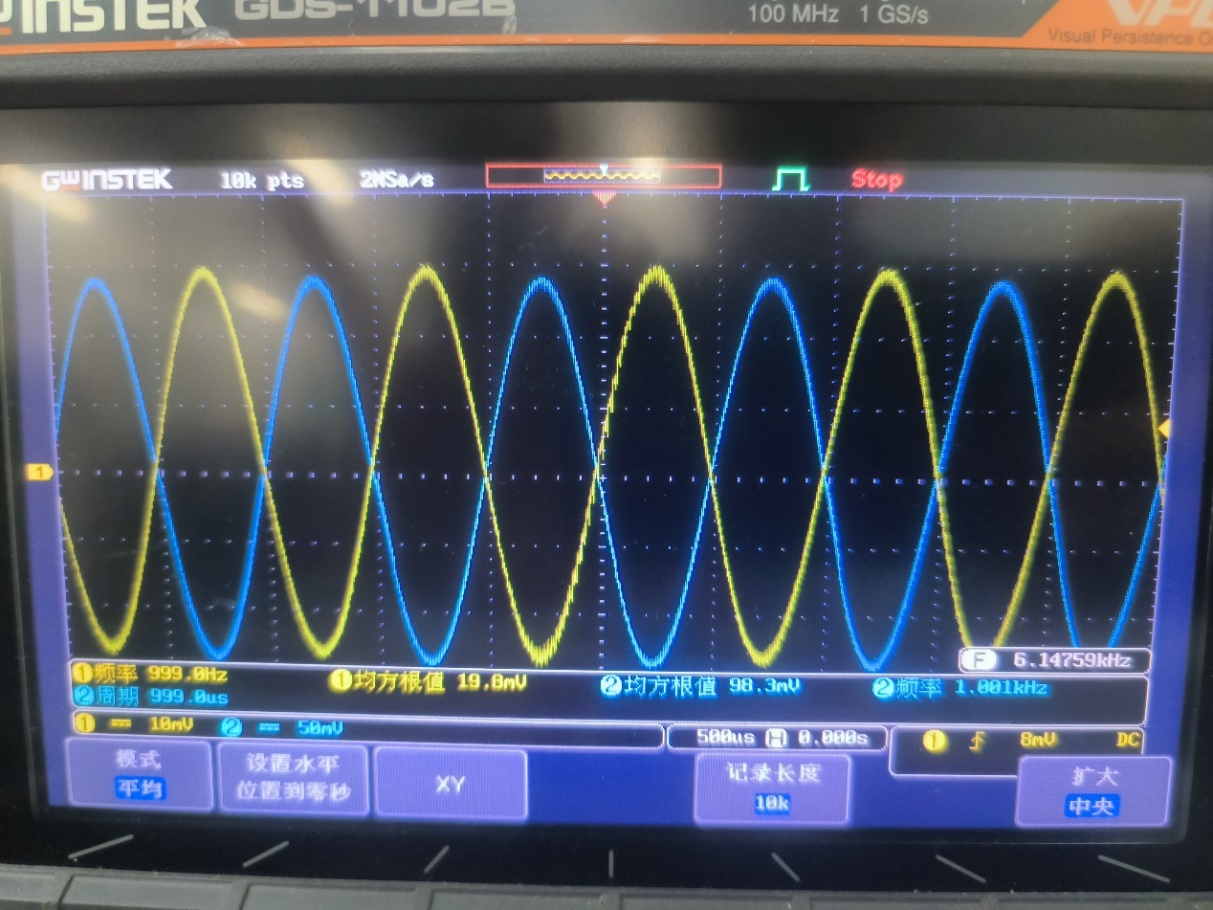 INSTEK GDS-1102B
100 MHz 1 GS/s
Visual Persistence
GWINSTEK 10k pts 2MSa/s Stop
1
F 6.14759kHz
1 频率 999.0Hz 1 均方根值 19.8mV 2 均方根值 98.3mV 2 频率 1.001kHz
2 周期 999.0us
1 10mV 2 50mV 500us H 0.000s 1 8mV DC
模式 平均
设置水平 位置到零秒
XY
记录长度 10k
扩大 中央